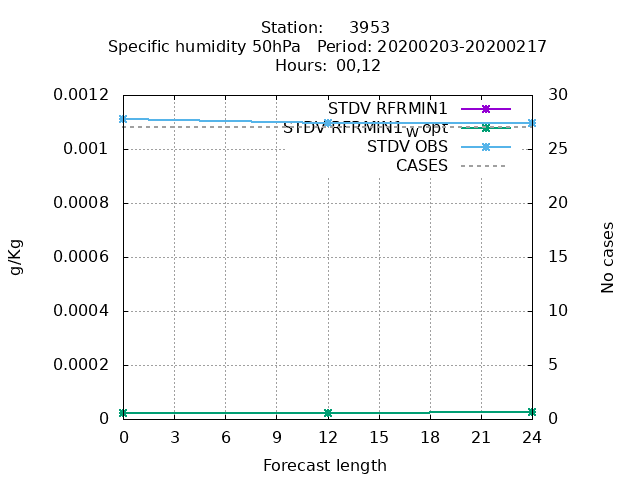 Station: 3953
Specific humidity 50hPa Period: 20200203-20200217
Hours: 00,12
0.0012
0.001
0.0008
0.0006
0.0004
0.0002
0
g/Kg
STDV RFRMIN1
STDV RFRMIN1_w_opt
STDV OBS
CASES
30
25
20
15
10
5
0
No cases
0 3 6 9 12 15 18 21 24
Forecast length